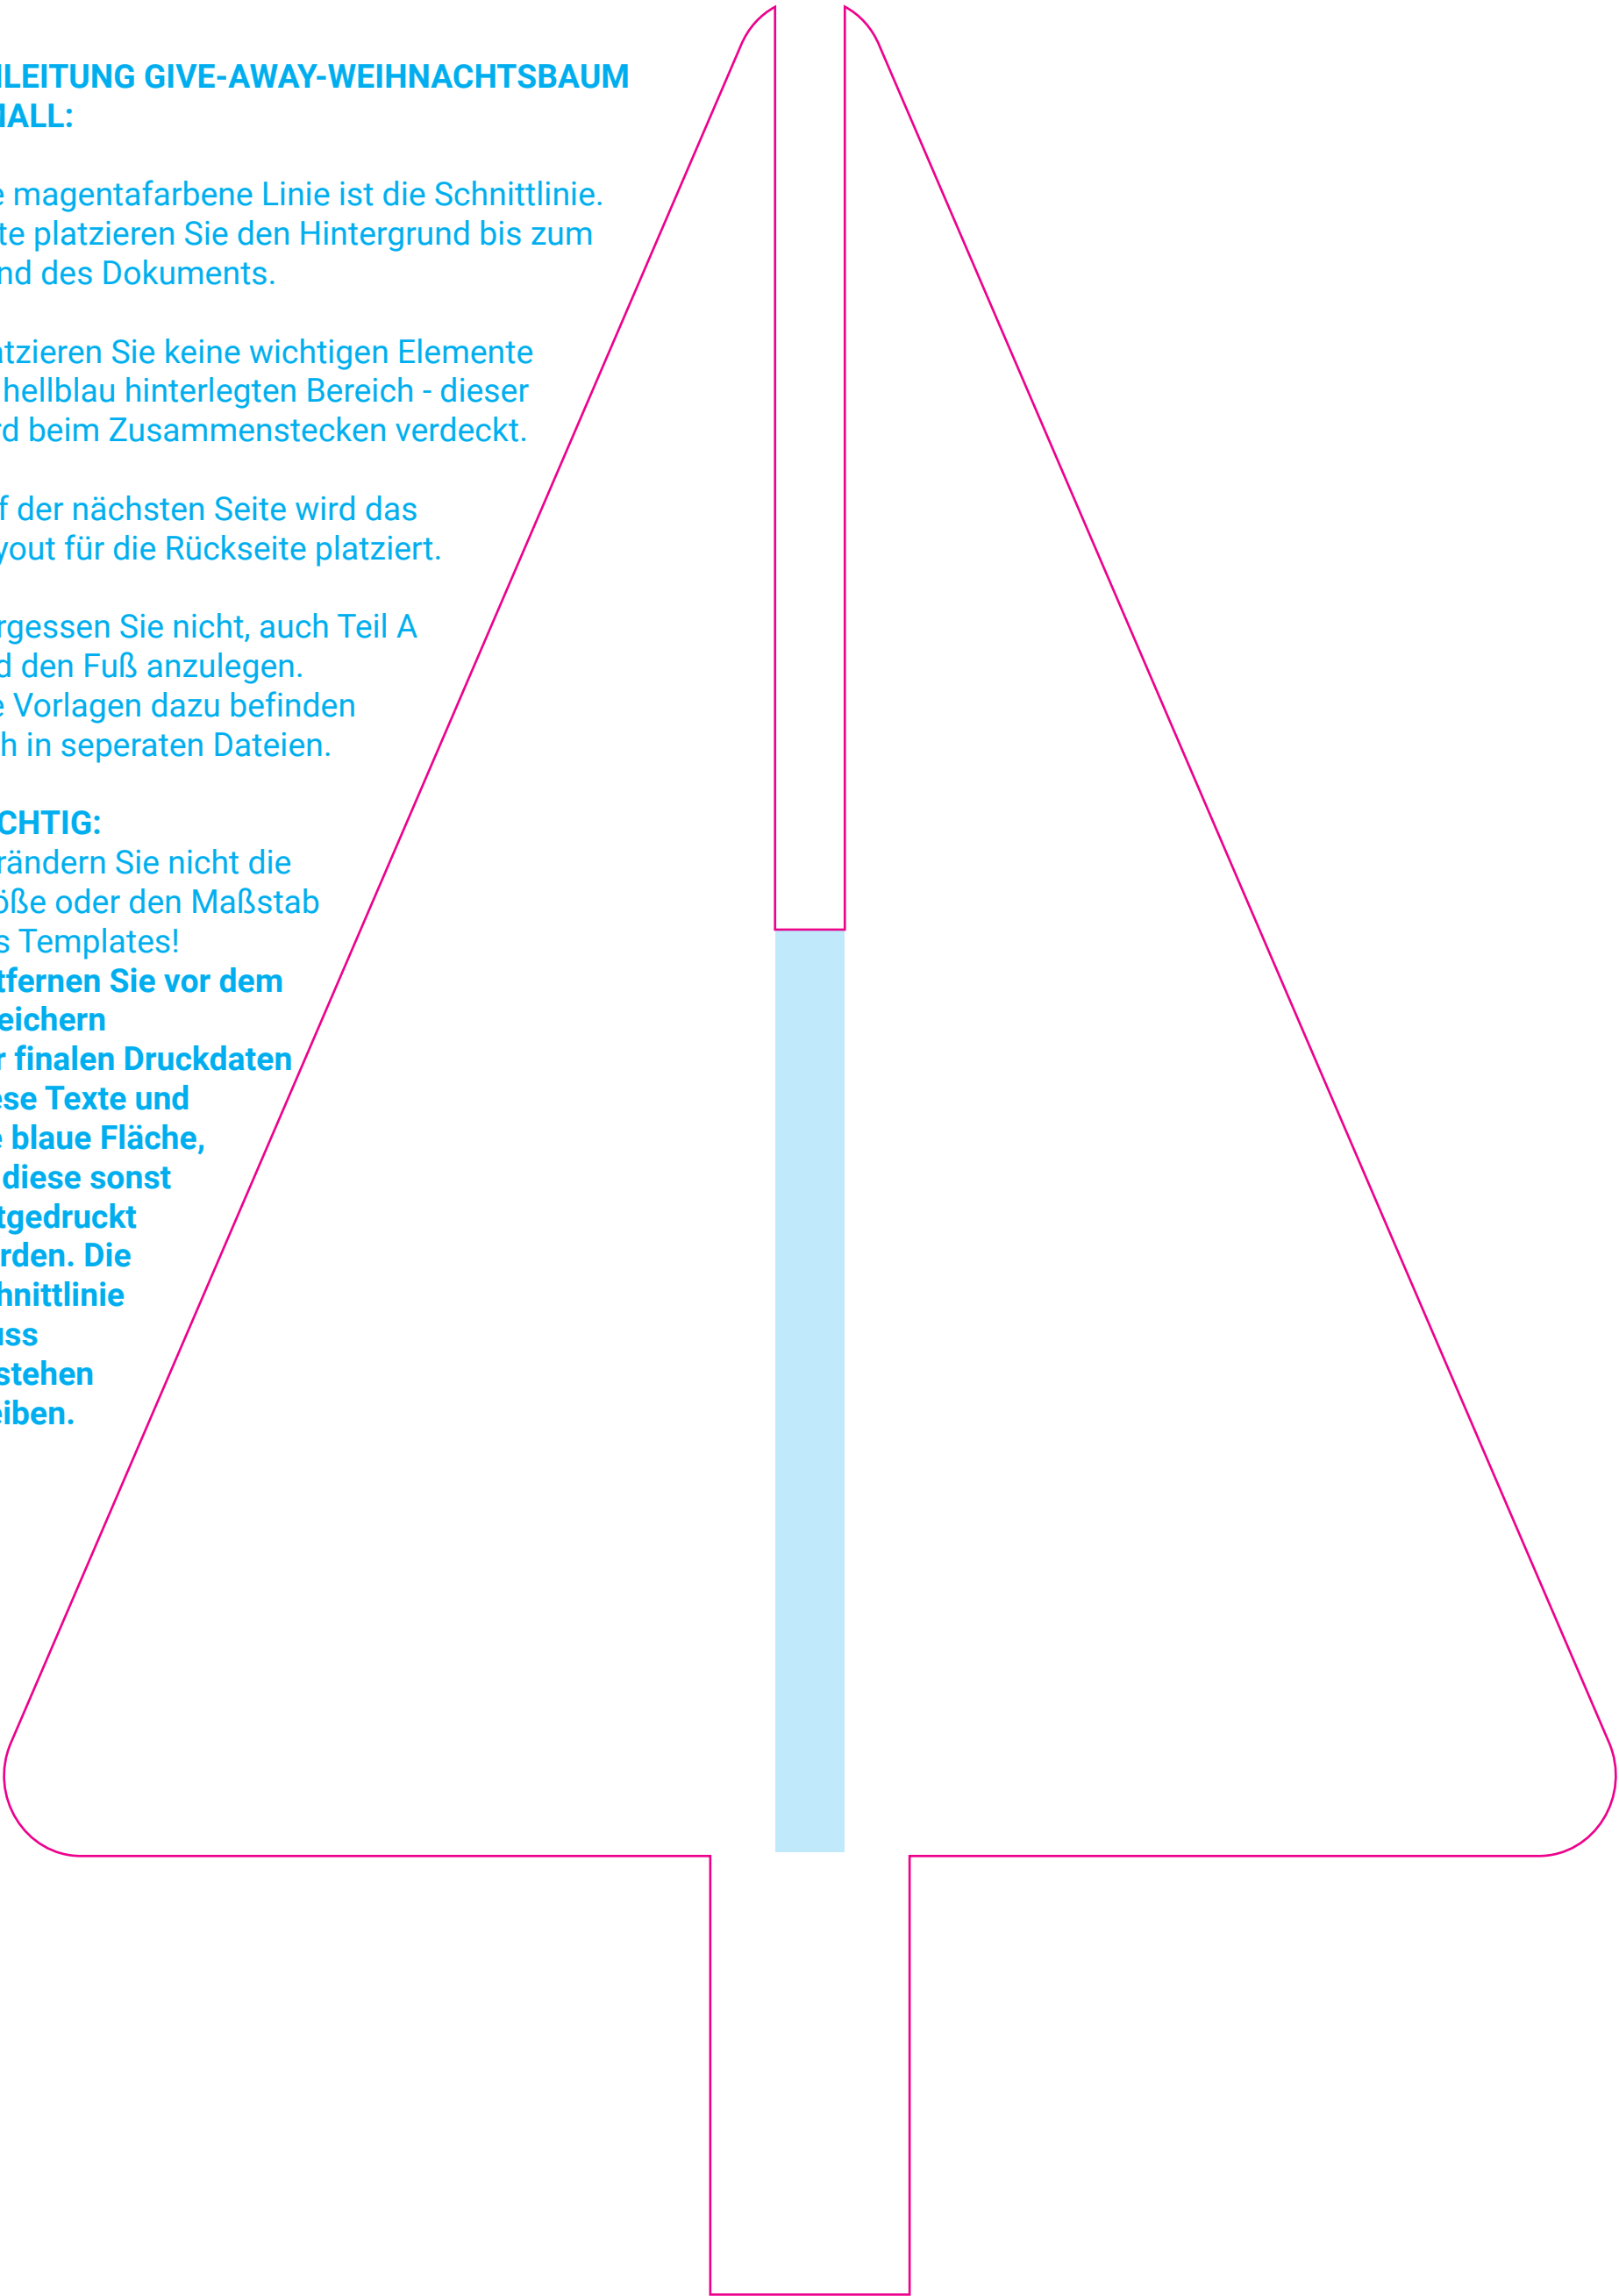 LEITUNG GIVE-AWAY-WEIHNACHTSBAUM
ALL:
e magentafarbene Linie ist die Schnittlinie.
te platzieren Sie den Hintergrund bis zum
nd des Dokuments.
atzieren Sie keine wichtigen Elemente
hellblau hinterlegten Bereich - dieser
rd beim Zusammenstecken verdeckt.
f der nächsten Seite wird das
yout für die Rückseite platziert.
rgessen Sie nicht, auch Teil A
d den Fuß anzulegen.
e Vorlagen dazu befinden
h in seperaten Dateien.
CHTIG:
rändern Sie nicht die
öße oder den Maßstab
s Templates!
tfernen Sie vor dem
eichern
r finalen Druckdaten
ese Texte und
e blaue Fläche,
diese sonst
tgedruckt
rden. Die
hnittlinie
uss
stehen
eiben.